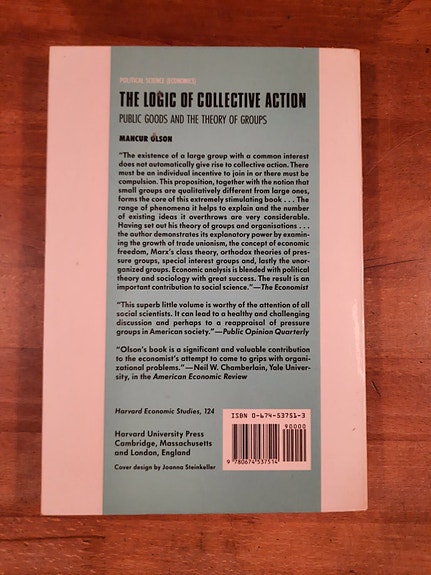 POLITICAL SCIENCE (ECONOMICS)
THE LOGIC OF COLLECTIVE ACTION
PUBLIC GOODS AND THE THEORY OF GROUPS
MANCUR OLSON
“The existence of a large group with a common interest
does not automatically give rise to collective action. There
must be an individual incentive to join in or there must be
compulsion. This proposition, together with the notion that
small groups are qualitatively different from large ones,
forms the core of this extremely stimulating book . . . The
range of phenomena it helps to explain and the number
of existing ideas it overthrows are very considerable.
Having set out his theory of groups and organisations . . .
the author demonstrates its explanatory power by examin-
ing the growth of trade unionism, the concept of economic
freedom, Marx's class theory, orthodox theories of pres-
sure groups, special interest groups and, lastly the unor-
ganized groups. Economic analysis is blended with political
theory and sociology with great success. The result is an
important contribution to social science.”—The Economist
“This superb little volume is worthy of the attention of all
social scientists. It can lead to a healthy and challenging
discussion and perhaps to a reappraisal of pressure
groups in American society.”—Public Opinion Quarterly
“Olson's book is a significant and valuable contribution
to the economist's attempt to come to grips with organi-
zational problems.”—Neil W. Chamberlain, Yale Univer-
sity, in the American Economic Review
Harvard Economic Studies, 124
Harvard University Press
Cambridge, Massachusetts
and London, England
Cover design by Joanna Steinkeller
ISBN 0-674-53751-3
90000
9 780674 537514